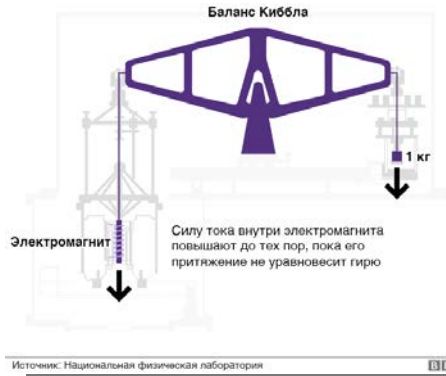 Баланс Киббла
1 кг
Электромагнит
Силу тока внутри электромагнита
повышают до тех пор, пока его
притяжение не уравновесит гирю
Источник: Национальная физическая лаборатория